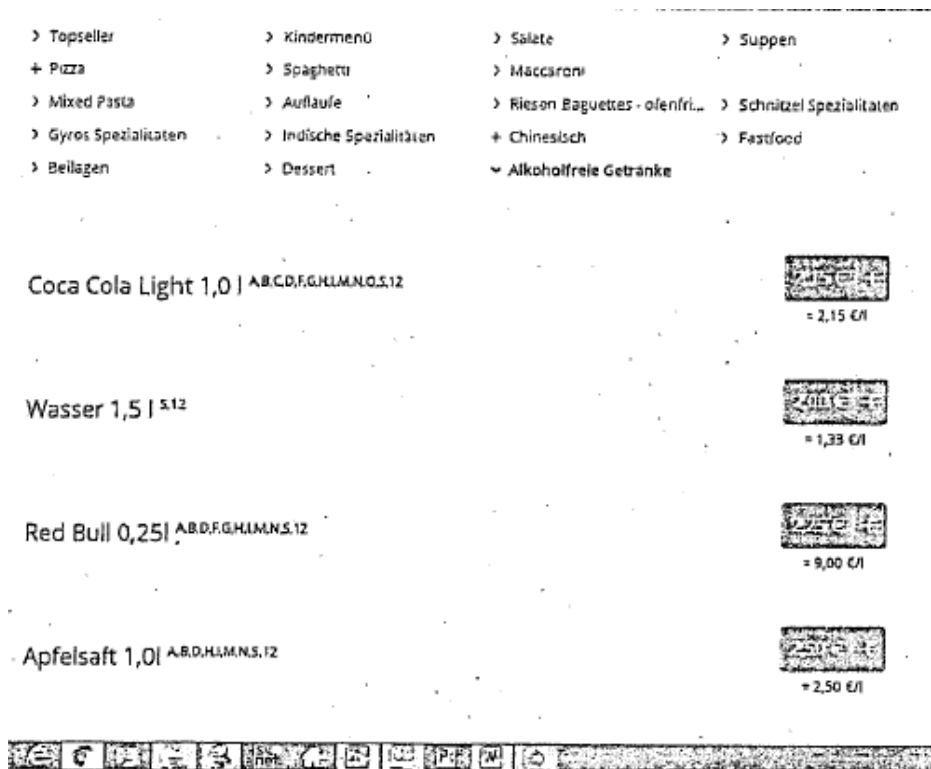 > Topseller > Kindermenü > Salate > Suppen
+ Pizza > Spaghetti > Maccaroni
> Mixed Pasta > Aufläufe > Riesen Baguettes - ofenfri... > Schnitzel Spezialitäten
> Gyros Spezialitäten > Indische Spezialitäten + Chinesisch > Fastfood
> Beilagen > Dessert Alkoholfreie Getränke
Coca Cola Light 1,0 l A,B,C,D,F,G,H,I,M,N,O,S,12
= 2,15 €/l
Wasser 1,5 l S,12
= 1,33 €/l
Red Bull 0,25l A,B,D,F,G,H,I,M,N,S,12
= 9,00 €/l
Apfelsaft 1,0l A,B,D,H,I,M,N,S,12
= 2,50 €/l